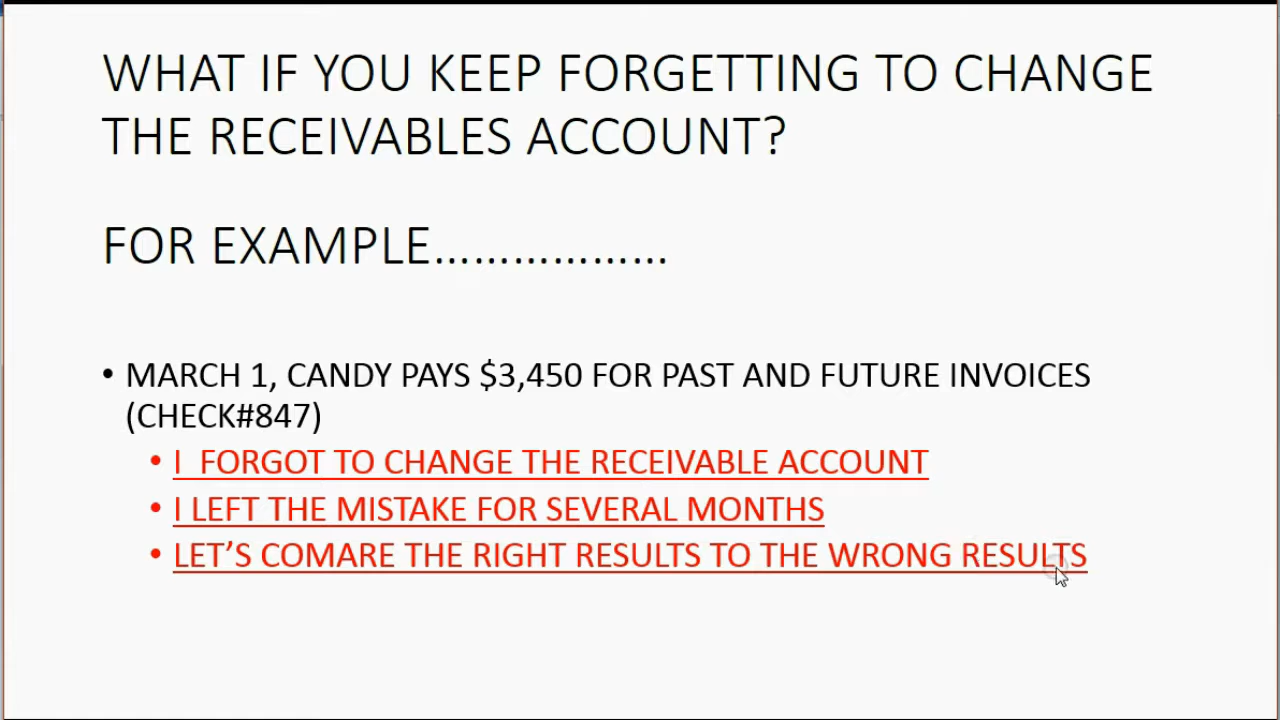 WHAT IF YOU KEEP FORGETTING TO CHANGE
THE RECEIVABLES ACCOUNT?
FOR EXAMPLE………………
• MARCH 1, CANDY PAYS $3,450 FOR PAST AND FUTURE INVOICES
(CHECK#847)
• I  FORGOT TO CHANGE THE RECEIVABLE ACCOUNT
• I LEFT THE MISTAKE FOR SEVERAL MONTHS
• LET’S COMARE THE RIGHT RESULTS TO THE WRONG RESULTS